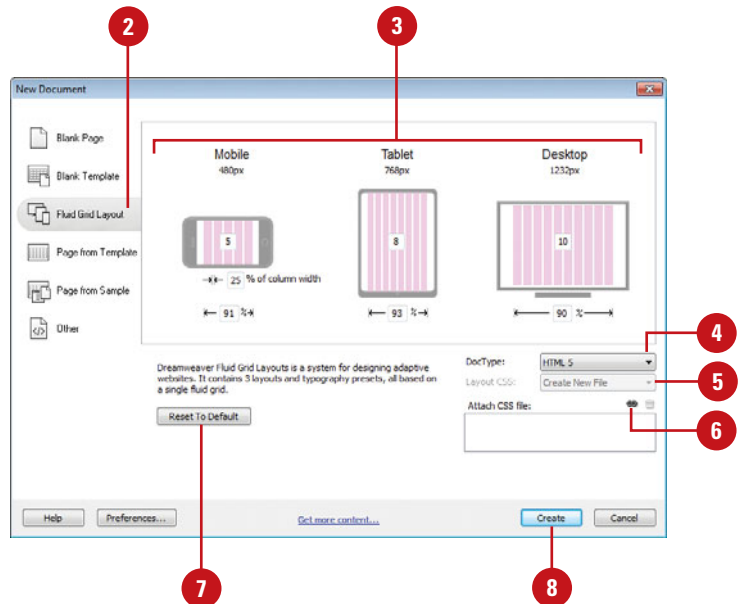 2
3
New Document
Blank Page
Blank Template
Fluid Grid Layout
Page from Template
Page from Sample
Other
Mobile
480px
Tablet
768px
Desktop
1232px
5
8
10
25 % of column width
91 %
93 %
90 %
Dreamweaver Fluid Grid Layouts is a system for designing adaptive
websites. It contains 3 layouts and typography presets, all based on
a single fluid grid.
Reset To Default
DocType: HTML 5
Layout CSS: Create New File
Attach CSS file:
4
5
6
Help
Preferences...
Get more content...
Create
Cancel
7
8